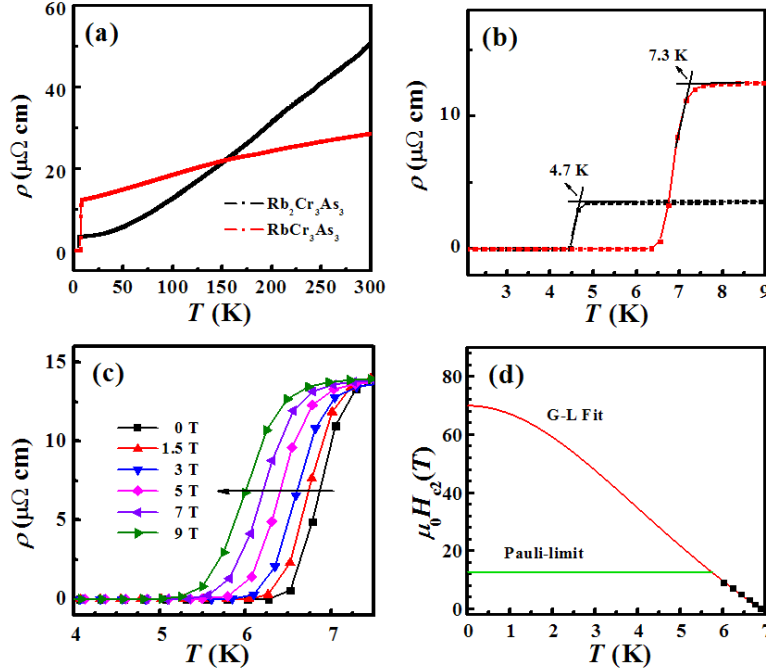 (a)
60
40
20
0
ρ (μΩ cm)
0 50 100 150 200 250 300
T (K)
Rb₂Cr₃As₃
RbCr₃As₃
(b)
10
0
ρ (μΩ cm)
7.3 K
4.7 K
3 4 5 6 7 8 9
T (K)
(c)
15
10
5
0
ρ (μΩ cm)
0 T
1.5 T
3 T
5 T
7 T
9 T
4 5 6 7
T (K)
(d)
80
60
40
20
0
μ₀Hc₂(T)
G-L Fit
Pauli-limit
0 1 2 3 4 5 6 7
T (K)